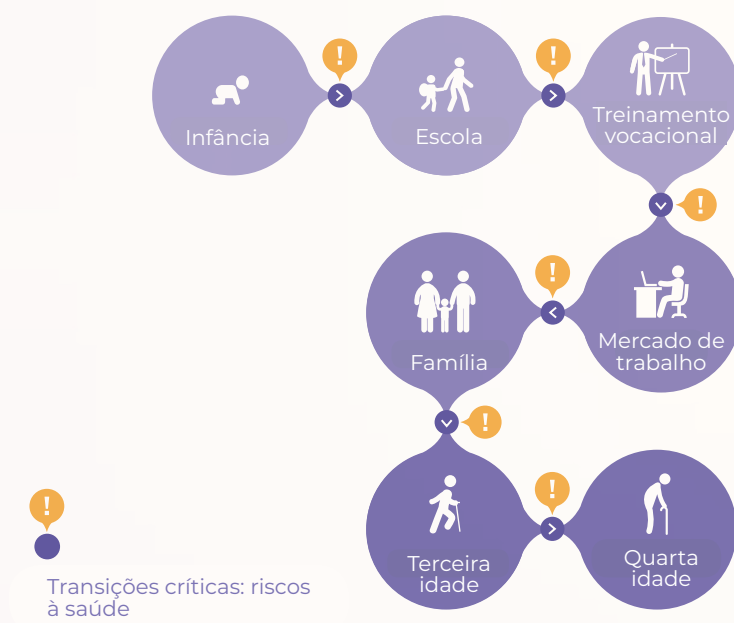 !
!
Infância
Escola
Treinamento
vocacional
!
!
Família
Mercado de
trabalho
!
!
Terceira
idade
Quarta
idade
!
Transições críticas: riscos
à saúde